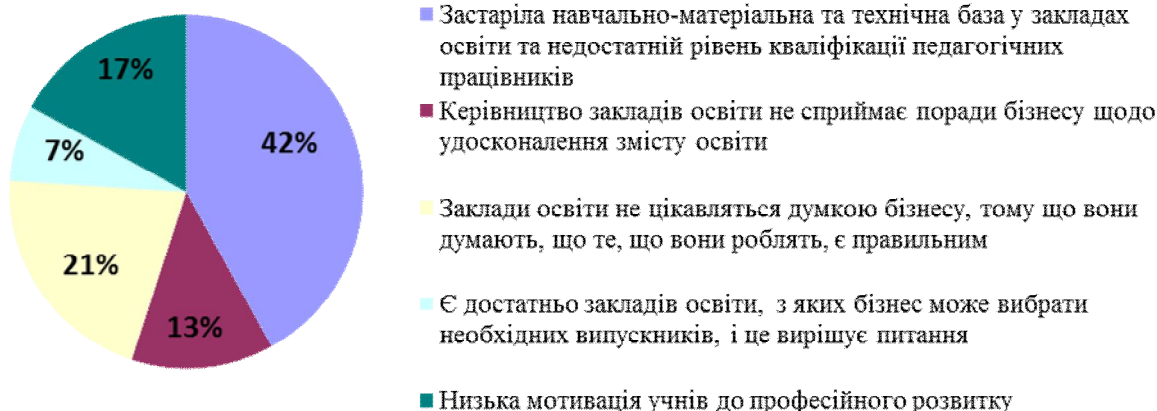 17%
42%
7%
21%
13%
Застаріла навчально-матеріальна та технічна база у закладах
освіти та недостатній рівень кваліфікації педагогічних
працівників
Керівництво закладів освіти не сприймає поради бізнесу щодо
удосконалення змісту освіти
Заклади освіти не цікавляться думкою бізнесу, тому що вони
думають, що те, що вони роблять, є правильним
Є достатньо закладів освіти, з яких бізнес може вибрати
необхідних випускників, і це вирішує питання
Низька мотивація учнів до професійного розвитку